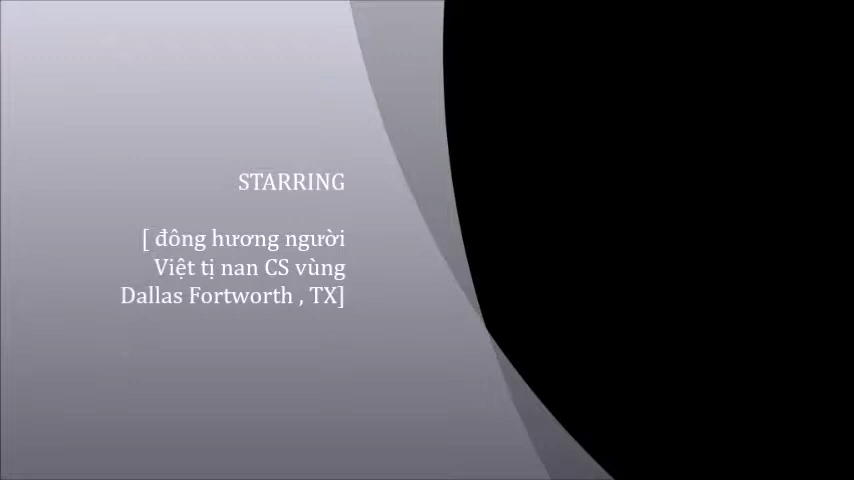 STARRING
[ đông hương người
Việt tị nan CS vùng
Dallas Fortworth , TX]